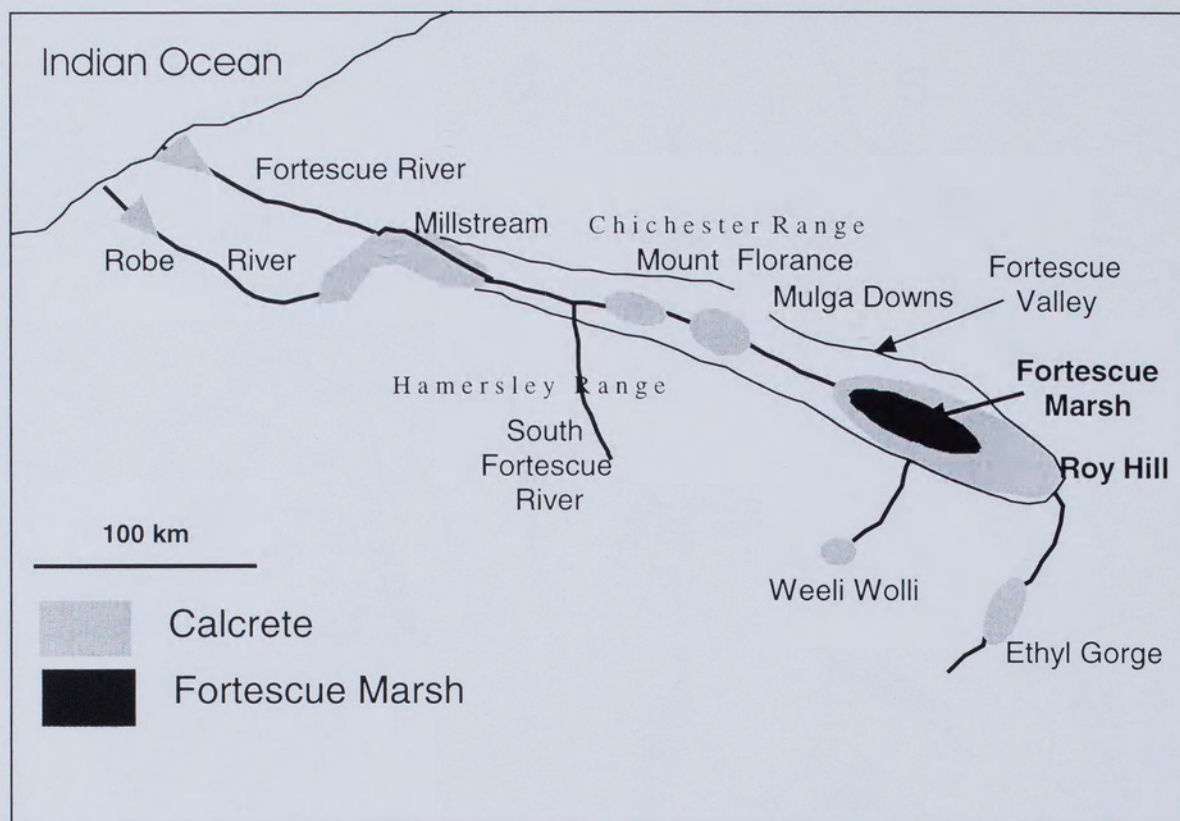 Indian Ocean
Fortescue River
Millstream
Chichester Range
Robe River
Mount Florance
Fortescue
Valley
Mulga Downs
Fortescue
Marsh
Hamersley Range
South
Fortescue
River
Roy Hill
100 km
Weeli Wolli
Calcrete
Ethyl Gorge
Fortescue Marsh